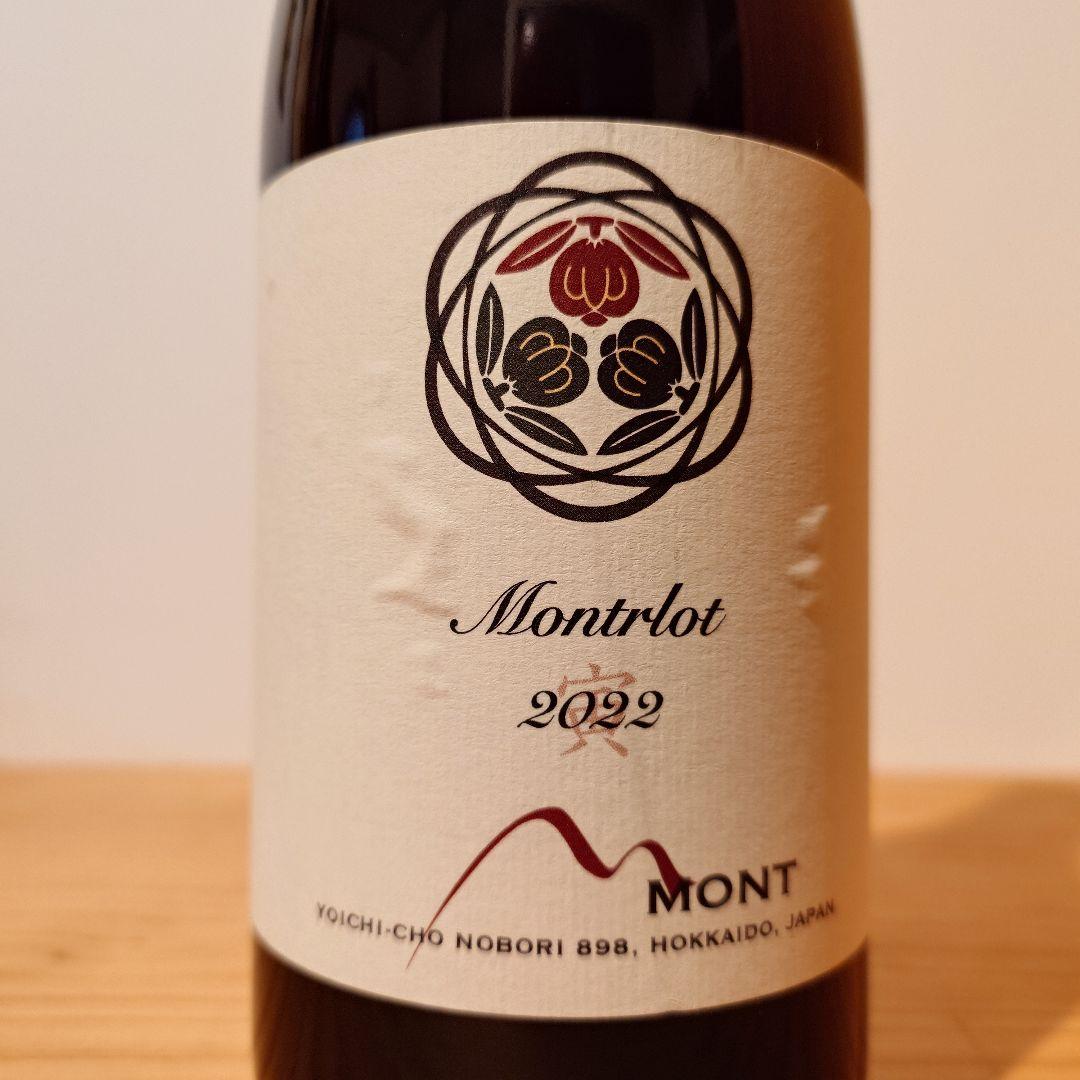 Montrlot
寅
2022
MONT
YOICHI-CHO NOBORI 898, HOKKAIDO, JAPAN